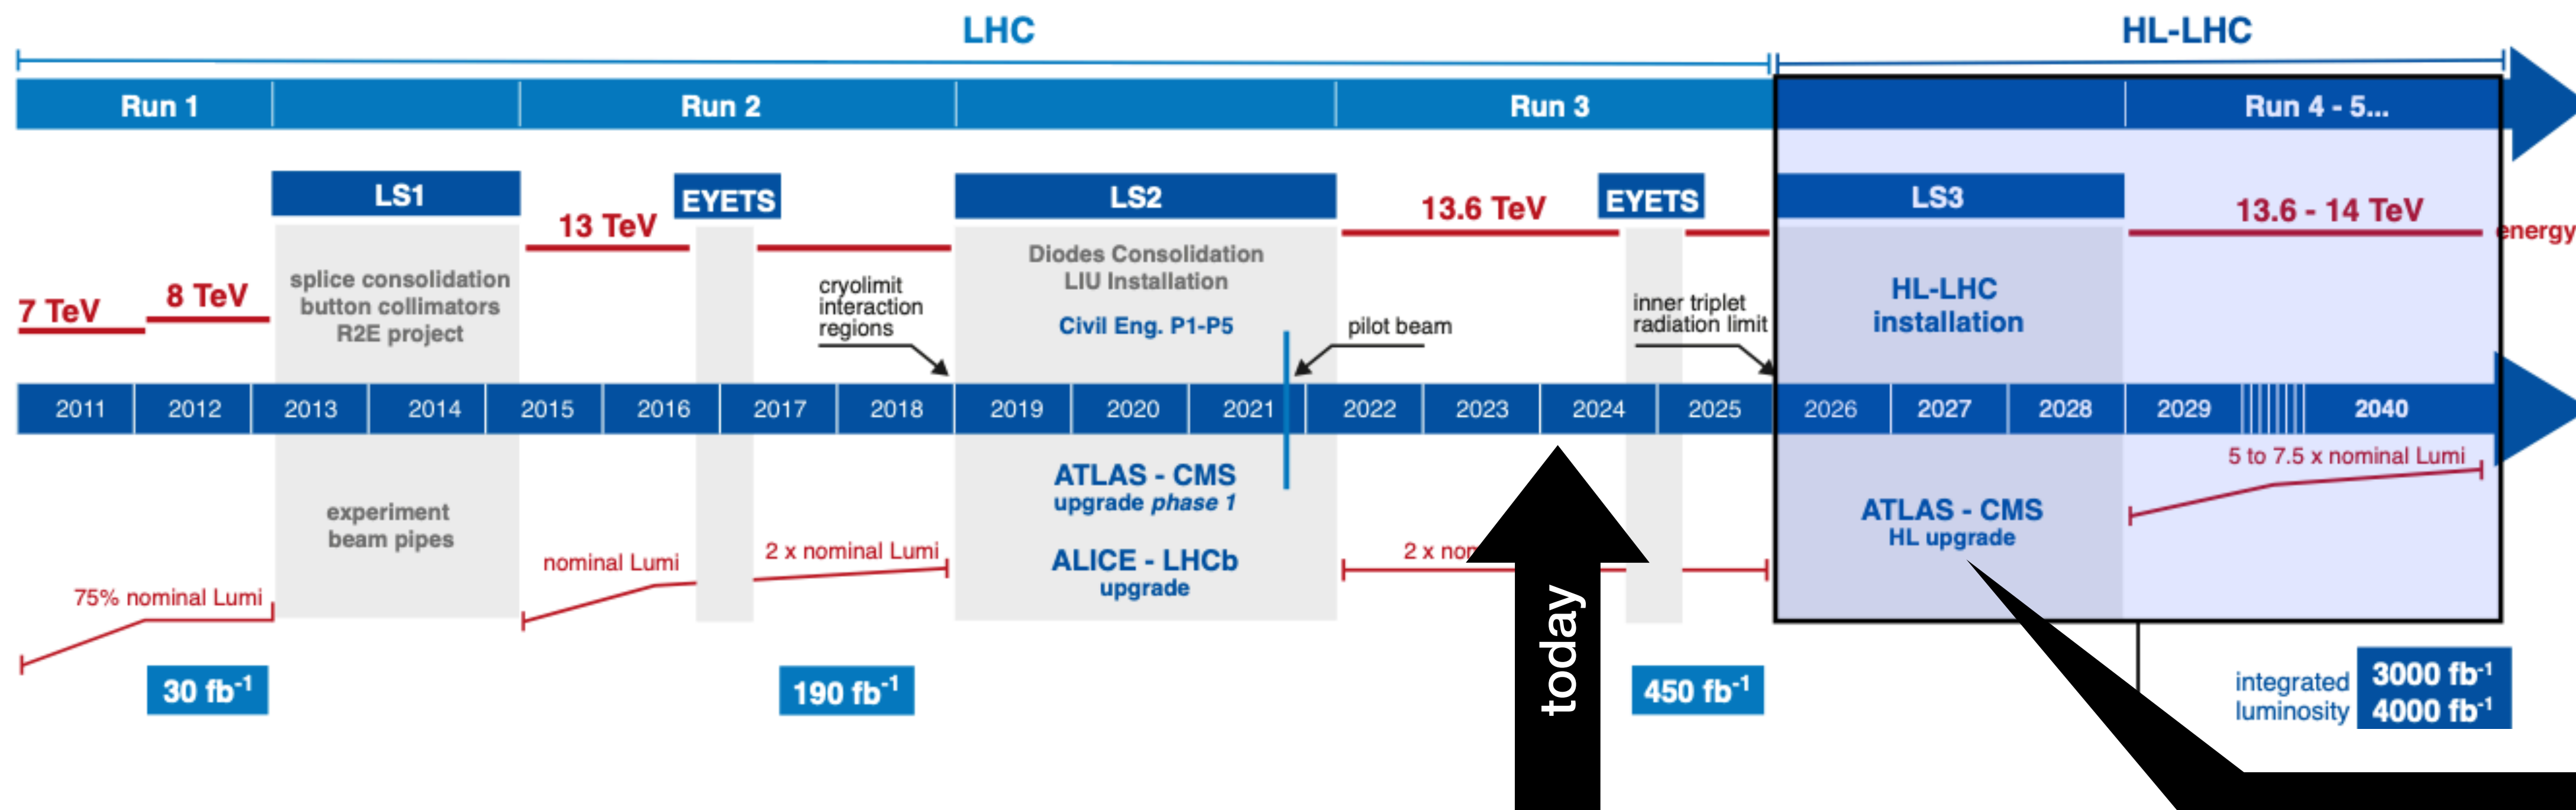 LHC
HL-LHC
Run 1
Run 2
Run 3
Run 4 - 5...
LS1
EYETS
LS2
EYETS
LS3
13 TeV
13.6 TeV
13.6 - 14 TeV
energy
7 TeV
8 TeV
splice consolidation
button collimators
R2E project
cryolimit
interaction
regions
Diodes Consolidation
LIU Installation
Civil Eng. P1-P5
pilot beam
inner triplet
radiation limit
HL-LHC
installation
2011
2012
2013
2014
2015
2016
2017
2018
2019
2020
2021
2022
2023
2024
2025
2026
2027
2028
2029
2040
experiment
beam pipes
75% nominal Lumi
nominal Lumi
2 x nominal Lumi
ATLAS - CMS
upgrade phase 1
ALICE - LHCb
upgrade
2 x
today
ATLAS - CMS
HL upgrade
5 to 7.5 x nominal Lumi
30 fb⁻¹
190 fb⁻¹
450 fb⁻¹
integrated
luminosity
3000 fb⁻¹
4000 fb⁻¹